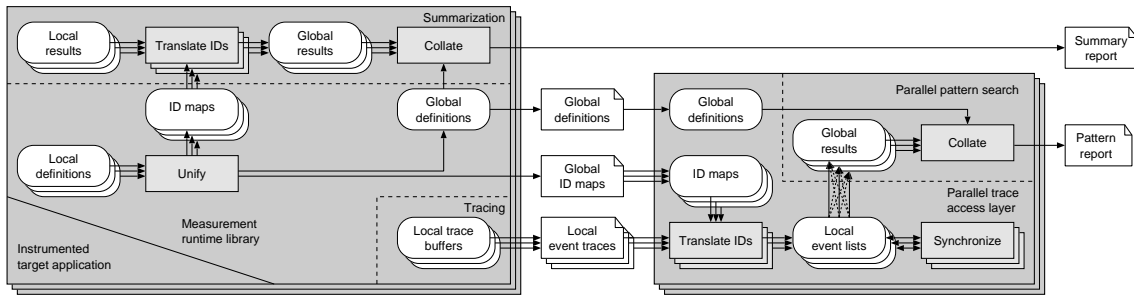 Summarization
Local
results
Translate IDs
Global
results
Collate
Summary
report
ID maps
Global
definitions
Global
definitions
Global
definitions
Parallel pattern search
Global
results
Collate
Pattern
report
Local
definitions
Unify
Global
ID maps
ID maps
Parallel trace
access layer
Tracing
Measurement
runtime library
Instrumented
target application
Local trace
buffers
Local
event traces
Translate IDs
Local
event lists
Synchronize